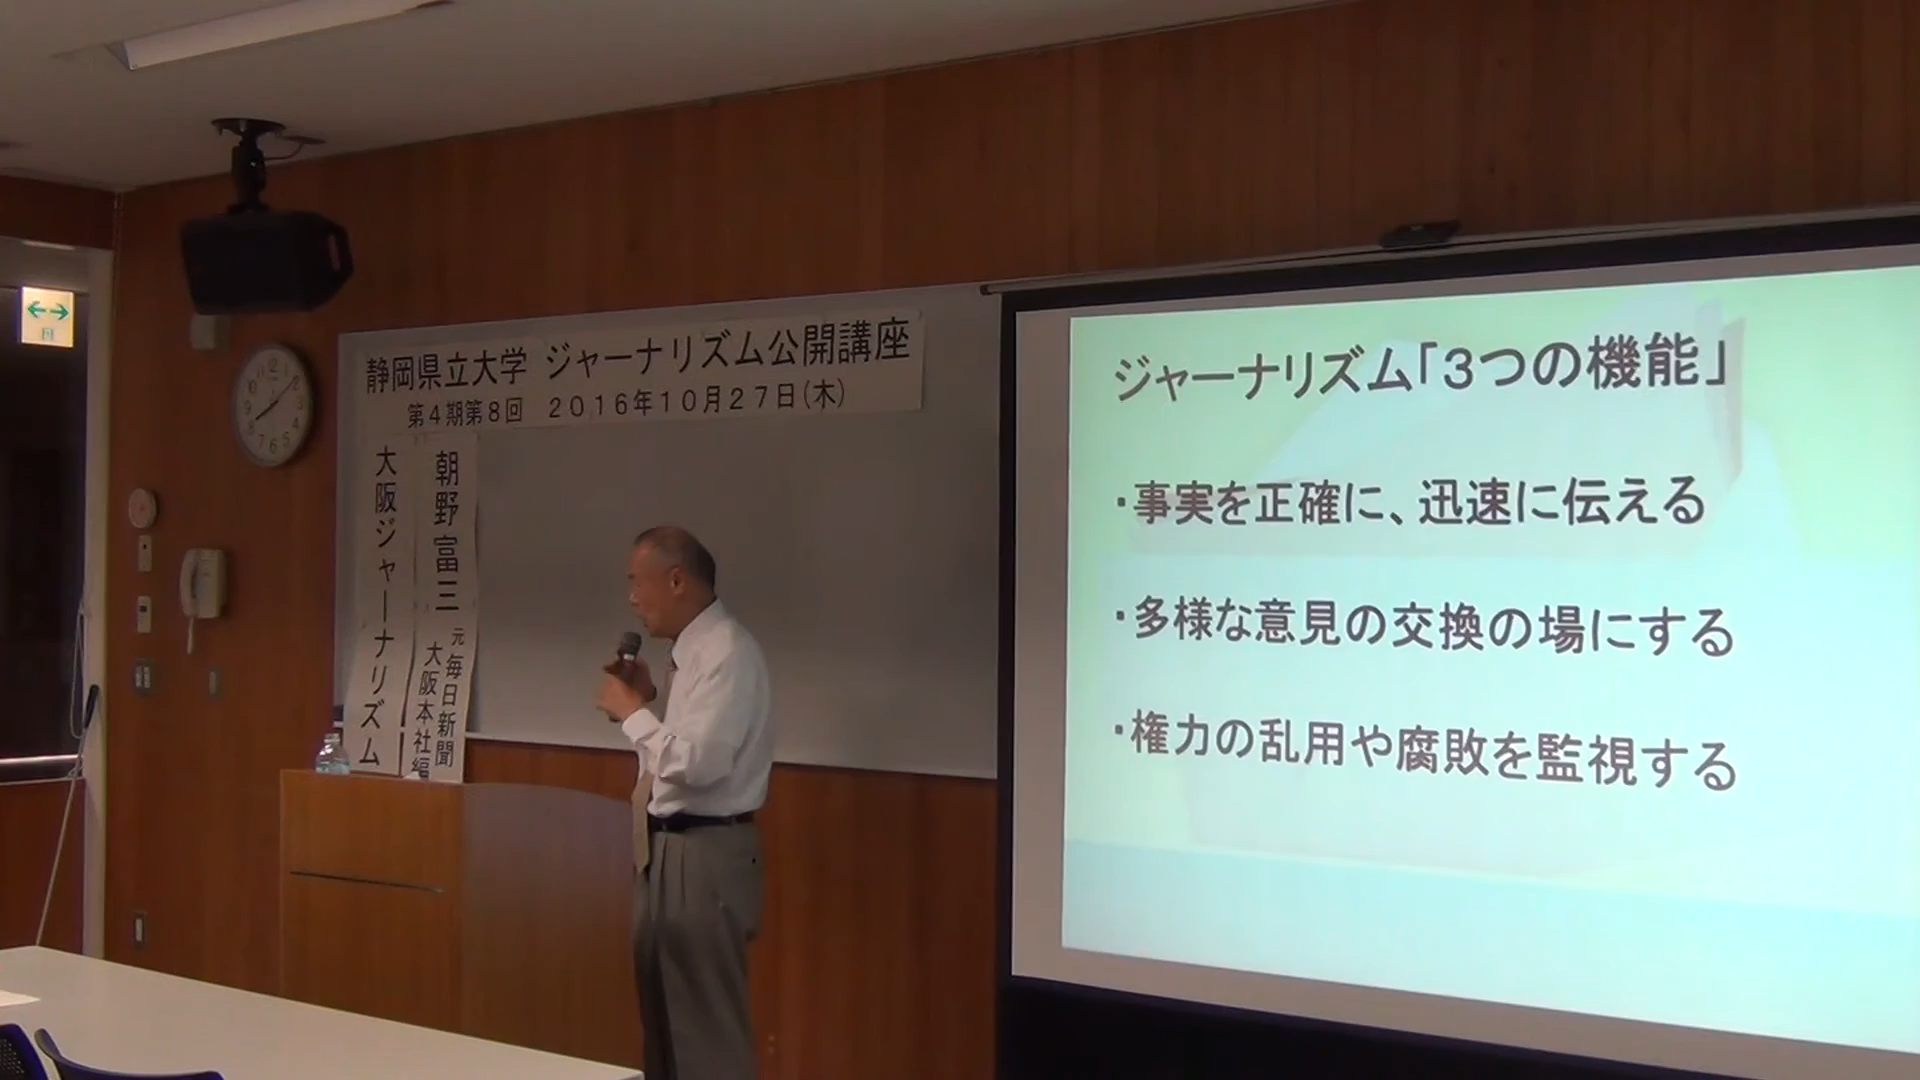 静岡県立大学 ジャーナリズム公開講座
第4期第8回 2016年10月27日(木)
大阪ジャーナリズム
朝野富三
元毎日新聞
大阪本社編
ジャーナリズム「3つの機能」
・事実を正確に、迅速に伝える
・多様な意見の交換の場にする
・権力の乱用や腐敗を監視する